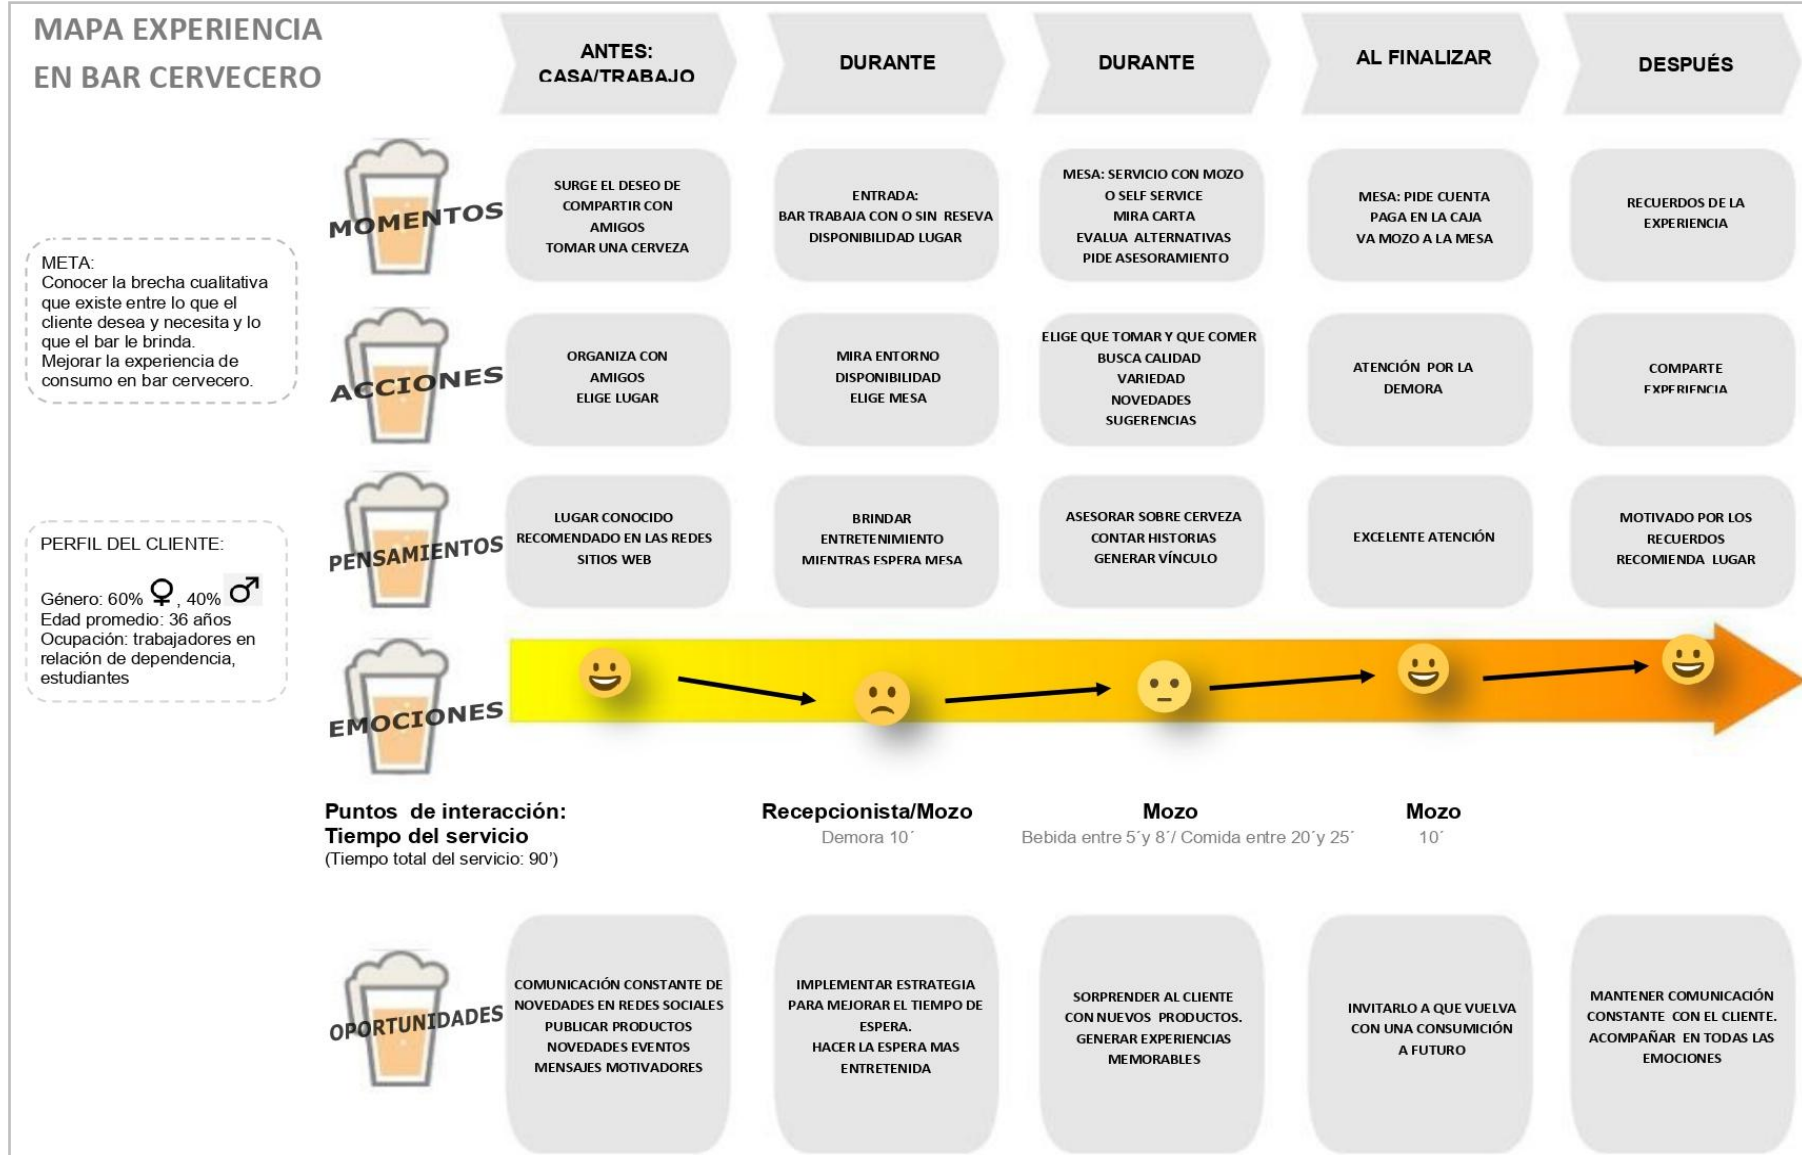 MAPA EXPERIENCIA
EN BAR CERVECERO
ANTES:
CASA/TRABAJO
DURANTE
DURANTE
AL FINALIZAR
DESPUÉS
META:
Conocer la brecha cualitativa
que existe entre lo que el
cliente desea y necesita y lo
que el bar le brinda.
Mejorar la experiencia de
consumo en bar cervecero.
PERFIL DEL CLIENTE:
Género: 60% ♀, 40% ♂
Edad promedio: 36 años
Ocupación: trabajadores en
relación de dependencia,
estudiantes
MOMENTOS
SURGE EL DESEO DE
COMPARTIR CON
AMIGOS
TOMAR UNA CERVEZA
ENTRADA:
BAR TRABAJA CON O SIN RESEVA
DISPONIBILIDAD LUGAR
MESA: SERVICIO CON MOZO
O SELF SERVICE
MIRA CARTA
EVALUA ALTERNATIVAS
PIDE ASESORAMIENTO
MESA: PIDE CUENTA
PAGA EN LA CAJA
VA MOZO A LA MESA
RECUERDOS DE LA
EXPERIENCIA
ACCIONES
ORGANIZA CON
AMIGOS
ELIGE LUGAR
MIRA ENTORNO
DISPONIBILIDAD
ELIGE MESA
ELIGE QUE TOMAR Y QUE COMER
BUSCA CALIDAD
VARIEDAD
NOVEDADES
SUGERENCIAS
ATENCIÓN POR LA
DEMORA
COMPARTE
EXPERIENCIA
PENSAMIENTOS
LUGAR CONOCIDO
RECOMENDADO EN LAS REDES
SITIOS WEB
BRINDAR
ENTRETENIMIENTO
MIENTRAS ESPERA MESA
ASESORAR SOBRE CERVEZA
CONTAR HISTORIAS
GENERAR VÍNCULO
EXCELENTE ATENCIÓN
MOTIVADO POR LOS
RECUERDOS
RECOMIENDA LUGAR
EMOCIONES
Puntos de interacción:
Tiempo del servicio
(Tiempo total del servicio: 90’)
Recepcionista/Mozo
Demora 10´
Mozo
Bebida entre 5´y 8´/ Comida entre 20´y 25´
Mozo
10´
OPORTUNIDADES
COMUNICACIÓN CONSTANTE DE
NOVEDADES EN REDES SOCIALES
PUBLICAR PRODUCTOS
NOVEDADES EVENTOS
MENSAJES MOTIVADORES
IMPLEMENTAR ESTRATEGIA
PARA MEJORAR EL TIEMPO DE
ESPERA.
HACER LA ESPERA MAS
ENTRETENIDA
SORPRENDER AL CLIENTE
CON NUEVOS PRODUCTOS.
GENERAR EXPERIENCIAS
MEMORABLES
INVITARLO A QUE VUELVA
CON UNA CONSUMICIÓN
A FUTURO
MANTENER COMUNICACIÓN
CONSTANTE CON EL CLIENTE.
ACOMPAÑAR EN TODAS LAS
EMOCIONES